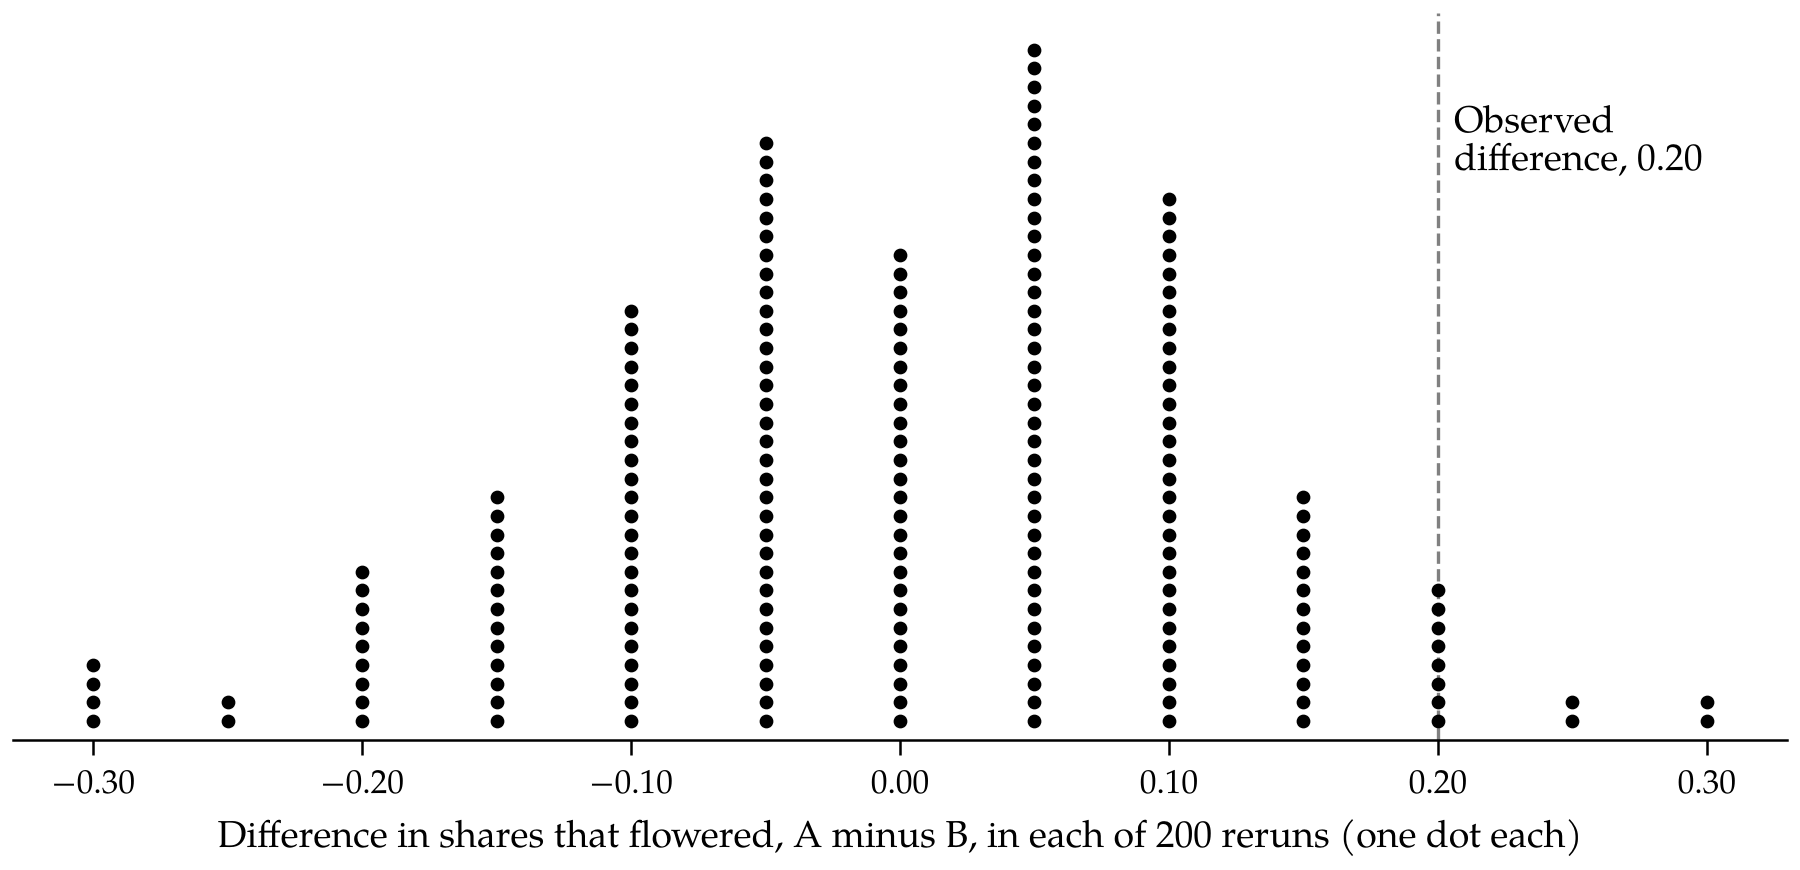 Observed
difference, 0.20
−0.30 −0.20 −0.10 0.00 0.10 0.20 0.30
Difference in shares that flowered, A minus B, in each of 200 reruns (one dot each)